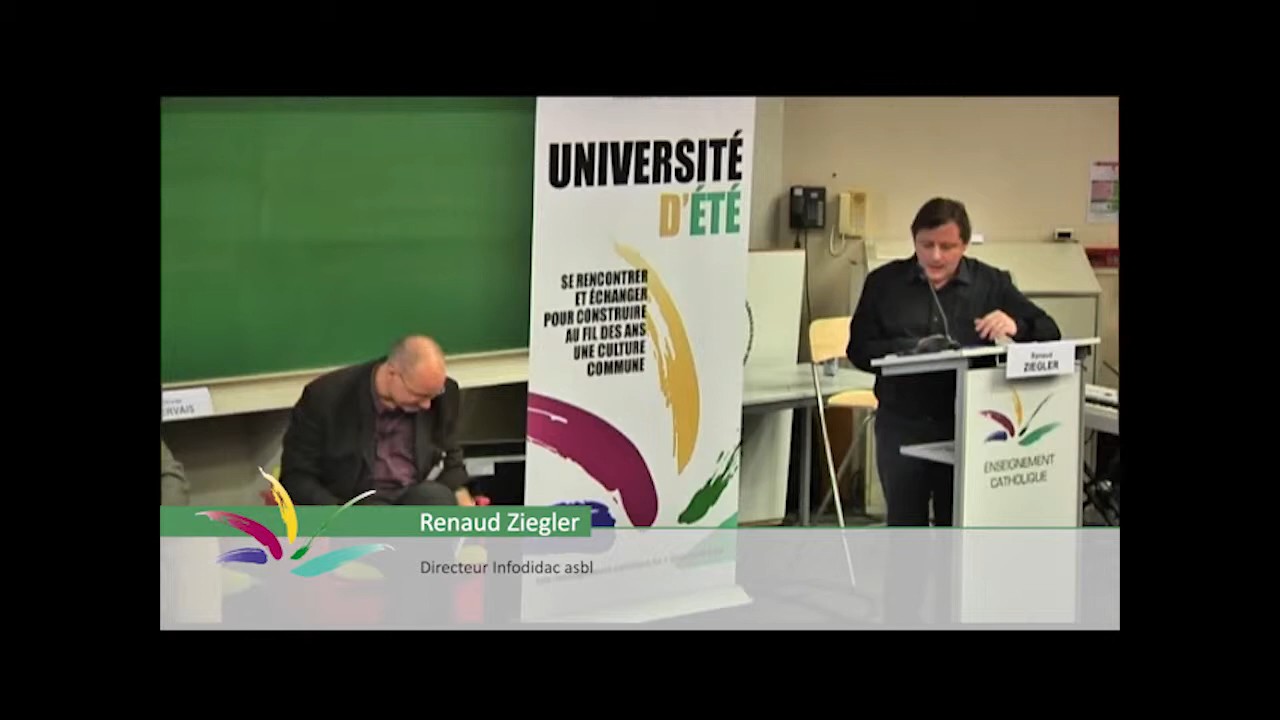 UNIVERSITÉ
D'ÉTÉ
SE RENCONTRER
ET ÉCHANGER
POUR CONSTRUIRE
AU FIL DES ANS
UNE CULTURE
COMMUNE
Renaud
ZIEGLER
ENSEIGNEMENT
CATHOLIQUE
Renaud Ziegler
Directeur Infodidac asbl